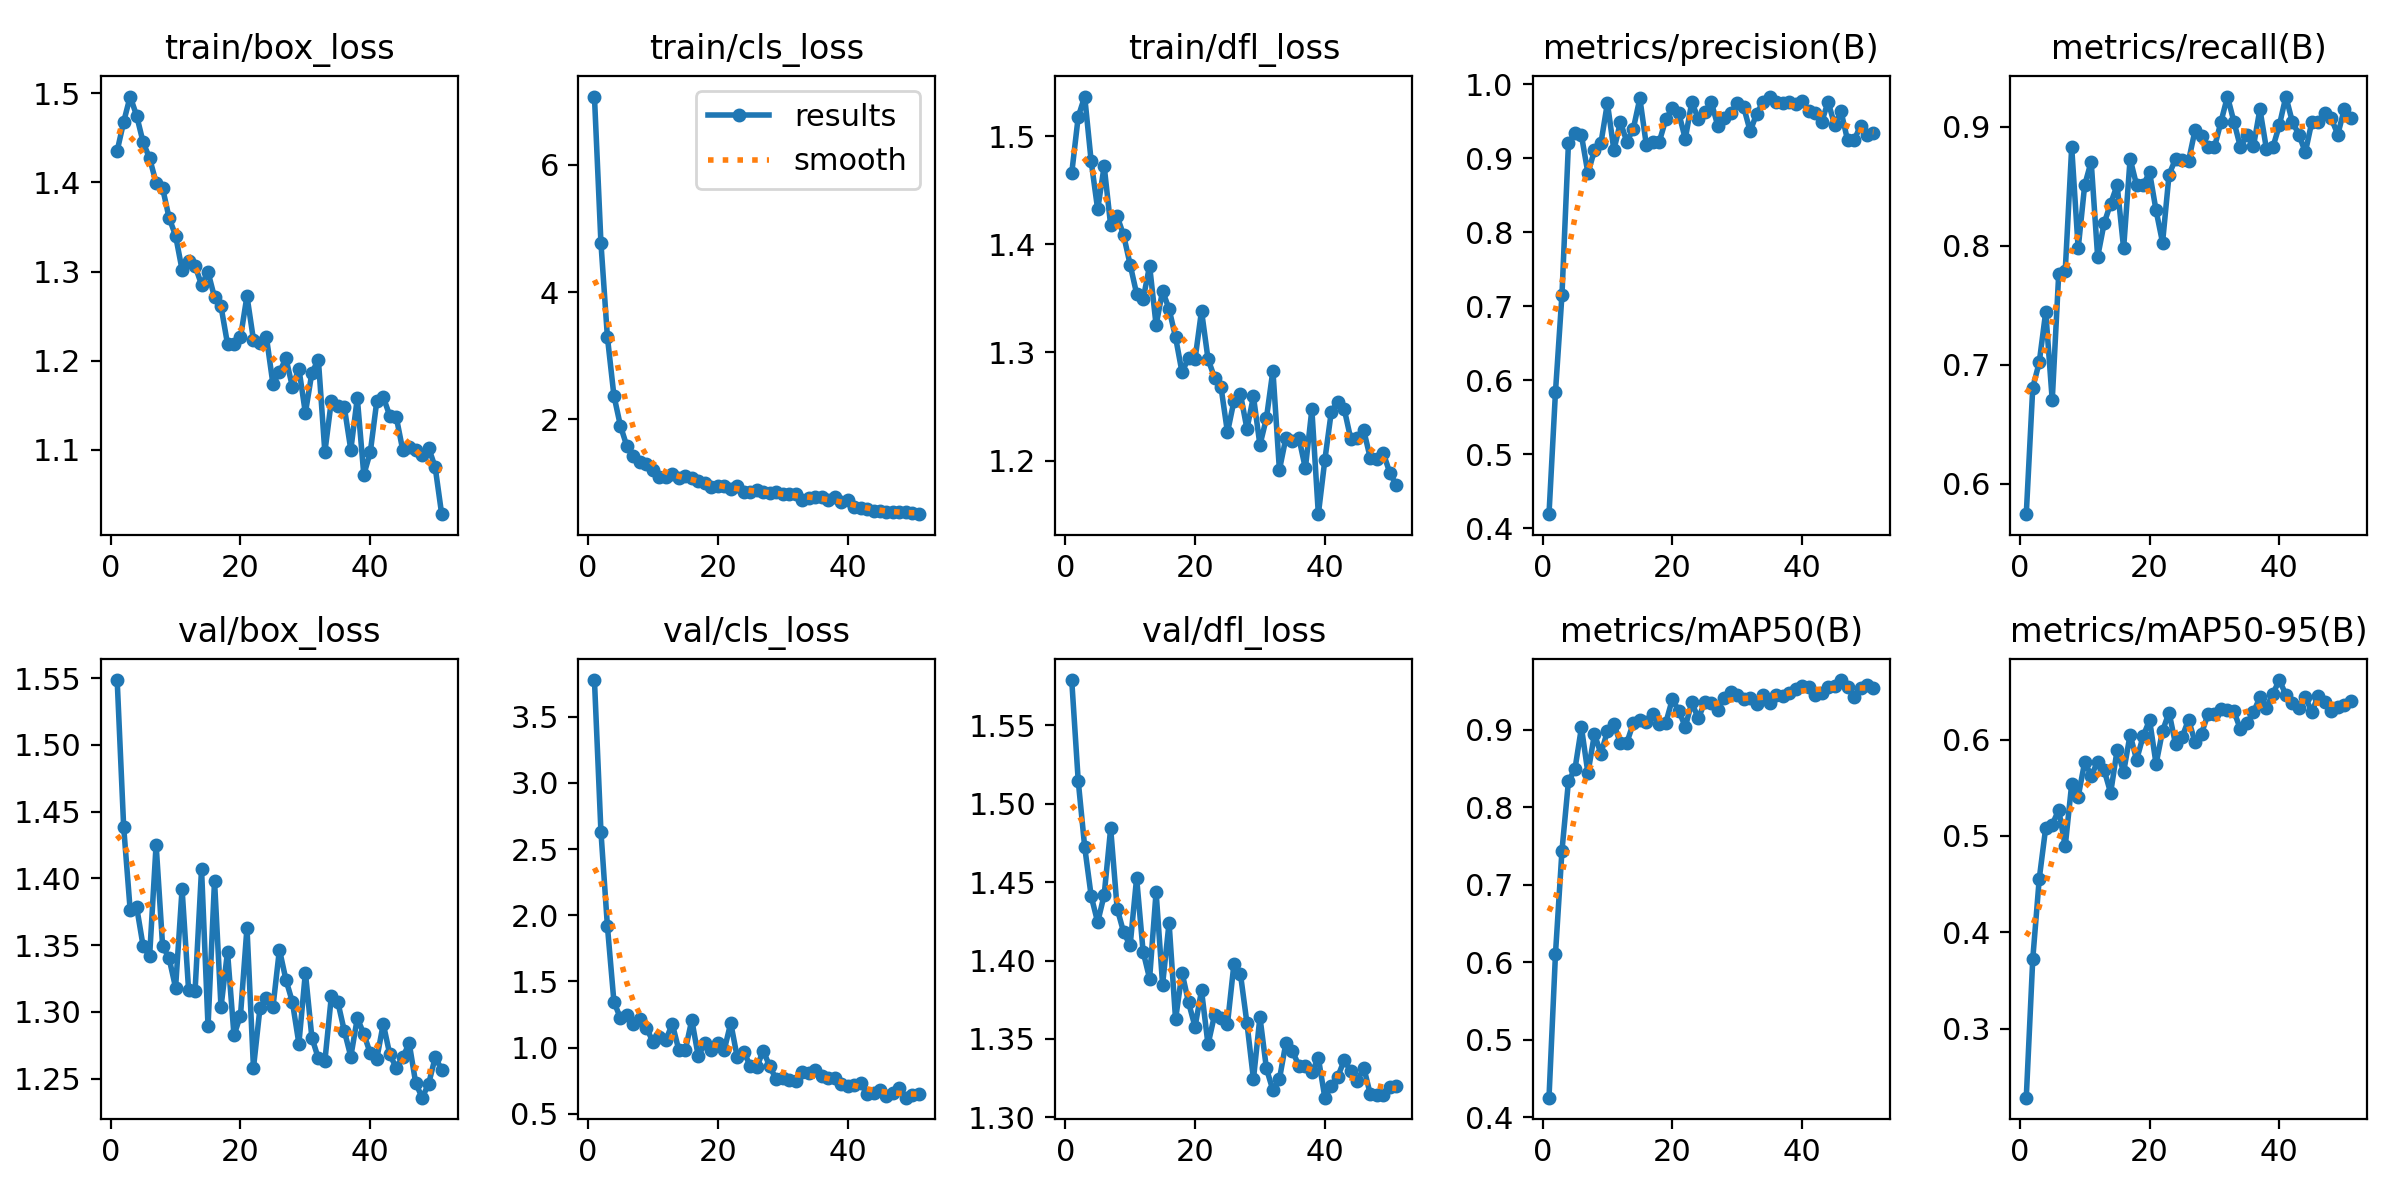 train/box_loss
train/cls_loss
train/dfl_loss
metrics/precision(B)
metrics/recall(B)
1.5
1.4
1.3
1.2
1.1
0 20 40
6
4
2
0 20 40
results
smooth
1.5
1.4
1.3
1.2
0 20 40
1.0
0.9
0.8
0.7
0.6
0.5
0.4
0 20 40
0.9
0.8
0.7
0.6
0 20 40
val/box_loss
val/cls_loss
val/dfl_loss
metrics/mAP50(B)
metrics/mAP50-95(B)
1.55
1.50
1.45
1.40
1.35
1.30
1.25
0 20 40
3.5
3.0
2.5
2.0
1.5
1.0
0.5
0 20 40
1.55
1.50
1.45
1.40
1.35
1.30
0 20 40
0.9
0.8
0.7
0.6
0.5
0.4
0 20 40
0.6
0.5
0.4
0.3
0 20 40